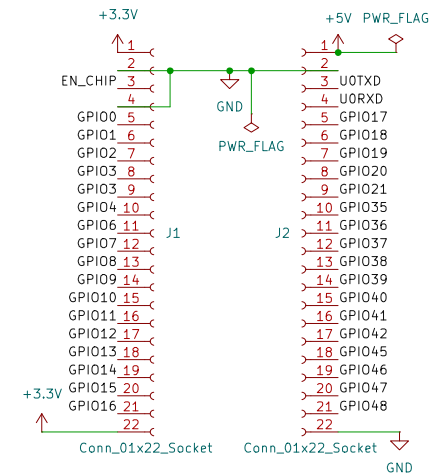 +3.3V
+5V PWR_FLAG
1 1
2 2
EN_CHIP 3 3 U0TXD
4 4 U0RXD
GND
GPIO0 5 5 GPIO17
GPIO1 6 6 GPIO18
PWR_FLAG
GPIO2 7 7 GPIO19
GPIO3 8 8 GPIO20
GPIO3 9 9 GPIO21
GPIO4 10 10 GPIO35
GPIO6 11 J1 J2 11 GPIO36
GPIO7 12 12 GPIO37
GPIO8 13 13 GPIO38
GPIO9 14 14 GPIO39
GPIO10 15 15 GPIO40
GPIO11 16 16 GPIO41
GPIO12 17 17 GPIO42
GPIO13 18 18 GPIO45
GPIO14 19 19 GPIO46
+3.3V
GPIO15 20 20 GPIO47
GPIO16 21 21 GPIO48
22 22
Conn_01x22_Socket Conn_01x22_Socket
GND